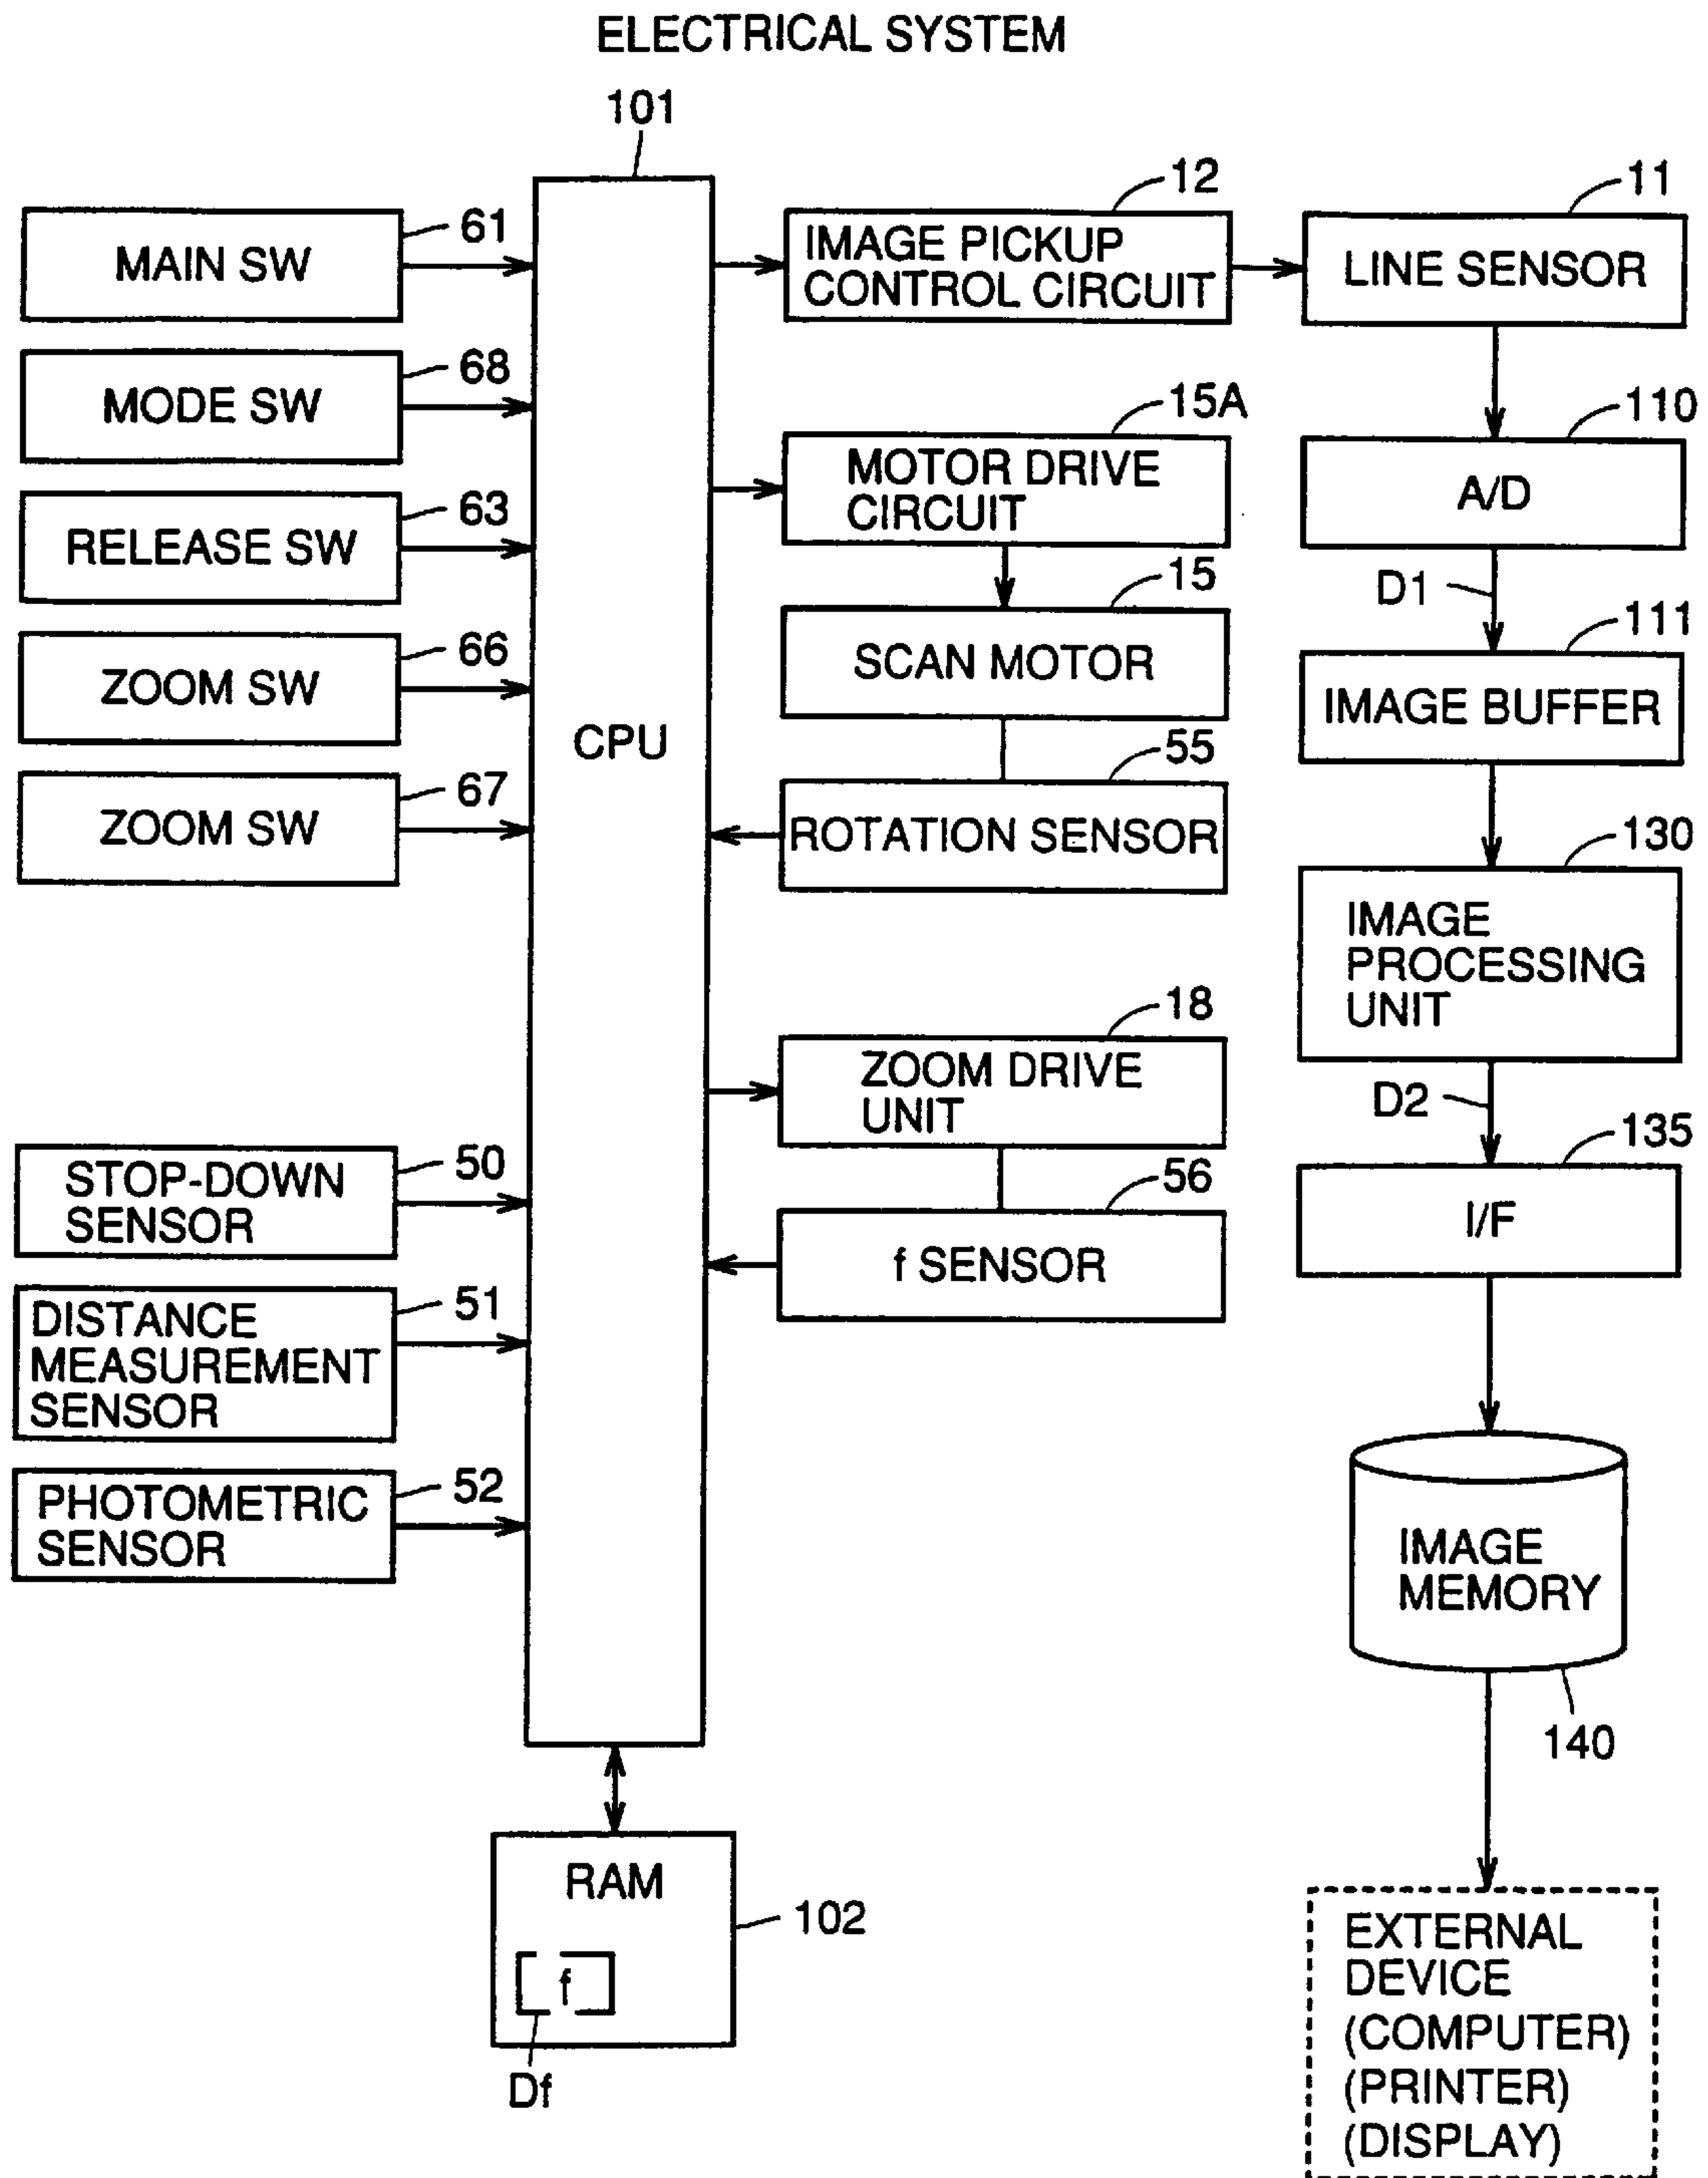 ELECTRICAL SYSTEM
101
12
11
61
MAIN SW
IMAGE PICKUP
CONTROL CIRCUIT
LINE SENSOR
68
MODE SW
15A
110
MOTOR DRIVE
CIRCUIT
A/D
63
RELEASE SW
15
D1
111
66
ZOOM SW
SCAN MOTOR
IMAGE BUFFER
CPU
55
67
ZOOM SW
ROTATION SENSOR
130
IMAGE
PROCESSING
UNIT
18
ZOOM DRIVE
UNIT
D2
135
50
STOP-DOWN
SENSOR
56
f SENSOR
I/F
51
DISTANCE
MEASUREMENT
SENSOR
52
PHOTOMETRIC
SENSOR
IMAGE
MEMORY
140
RAM
102
f
Df
EXTERNAL
DEVICE
(COMPUTER)
(PRINTER)
(DISPLAY)